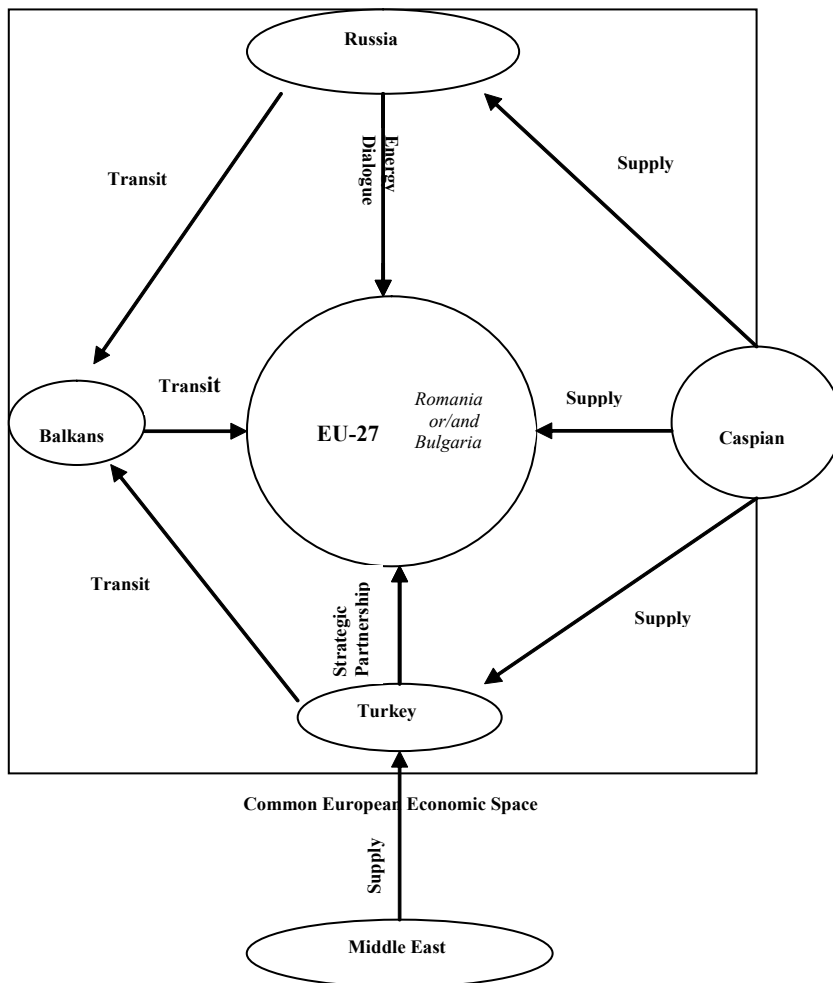 Russia
Energy
Dialogue
Transit
Supply
Transit
Balkans
EU-27
Romania
or/and
Bulgaria
Supply
Caspian
Transit
Strategic
Partnership
Supply
Turkey
Common European Economic Space
Supply
Middle East